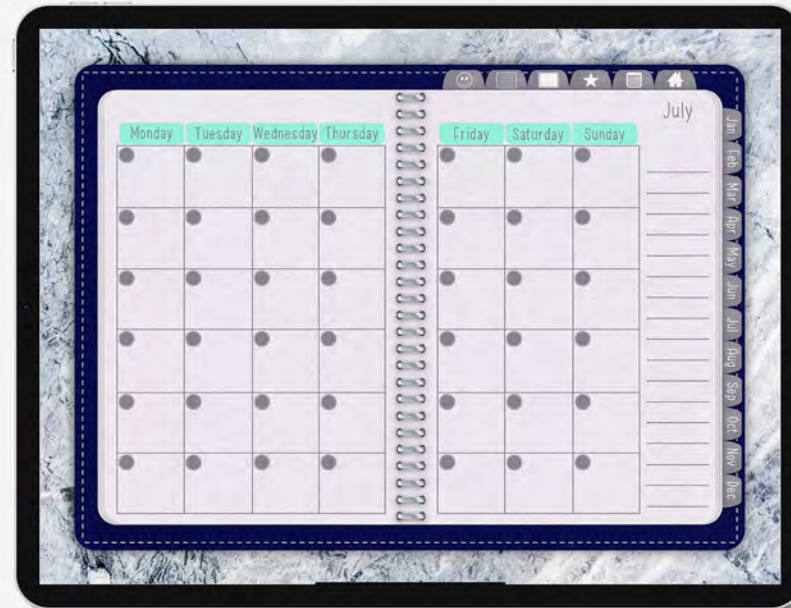 July
Monday Tuesday Wednesday Thursday Friday Saturday Sunday
Jan
Feb
Mar
Apr
May
Jun
Jul
Aug
Sep
Oct
Nov
Dec